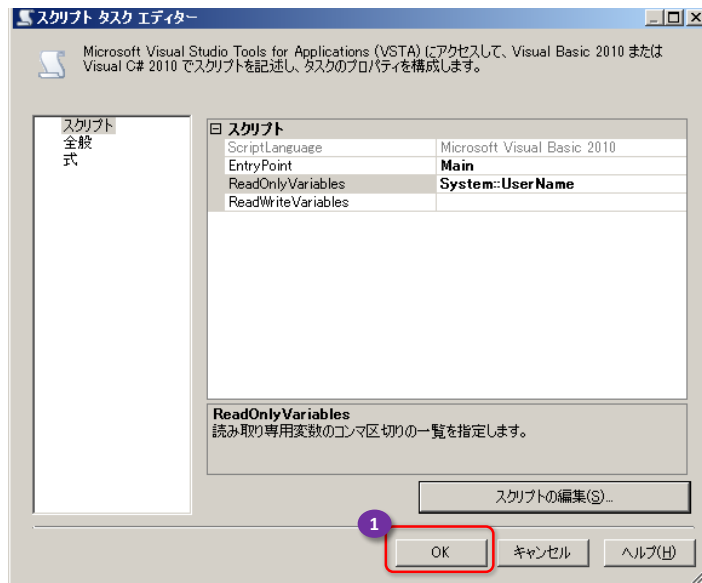 スクリプト タスク エディター
Microsoft Visual Studio Tools for Applications (VSTA) にアクセスして、Visual Basic 2010 または
Visual C# 2010 でスクリプトを記述し、タスクのプロパティを構成します。
スクリプト
全般
式
スクリプト
ScriptLanguage Microsoft Visual Basic 2010
EntryPoint Main
ReadOnlyVariables System::UserName
ReadWriteVariables
ReadOnlyVariables
読み取り専用変数のコンマ区切りの一覧を指定します。
スクリプトの編集(S)...
1
OK キャンセル ヘルプ(H)